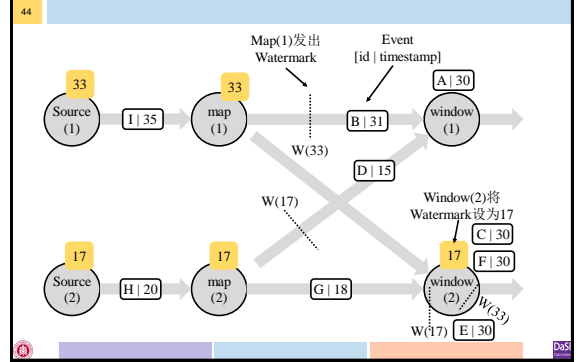 44
Map(1)发出
Watermark
Event
[id | timestamp]
33
33
A | 30
Source
(1)
I | 35
map
(1)
B | 31
window
(1)
W(33)
D | 15
W(17)
Window(2)将
Watermark设为17
C | 30
17
17
17
F | 30
Source
(2)
H | 20
map
(2)
G | 18
window
(2)
W(33)
W(17)
E | 30